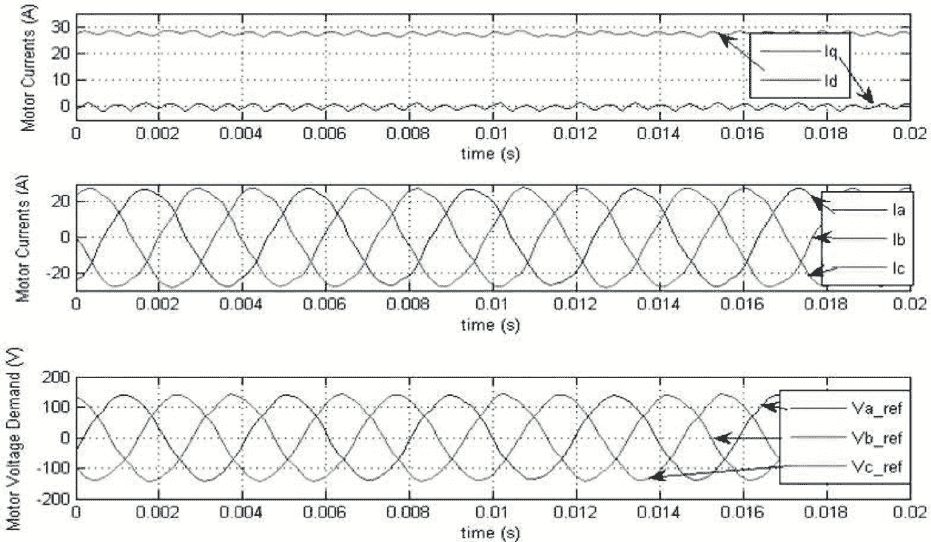 Motor Currents (A)
30
20
10
0
Iq
Id
0 0.002 0.004 0.006 0.008 0.01 0.012 0.014 0.016 0.018 0.02
time (s)
Motor Currents (A)
20
0
-20
Ia
Ib
Ic
0 0.002 0.004 0.006 0.008 0.01 0.012 0.014 0.016 0.018 0.02
time (s)
Motor Voltage Demand (V)
200
100
0
-100
-200
Va_ref
Vb_ref
Vc_ref
0 0.002 0.004 0.006 0.008 0.01 0.012 0.014 0.016 0.018 0.02
time (s)